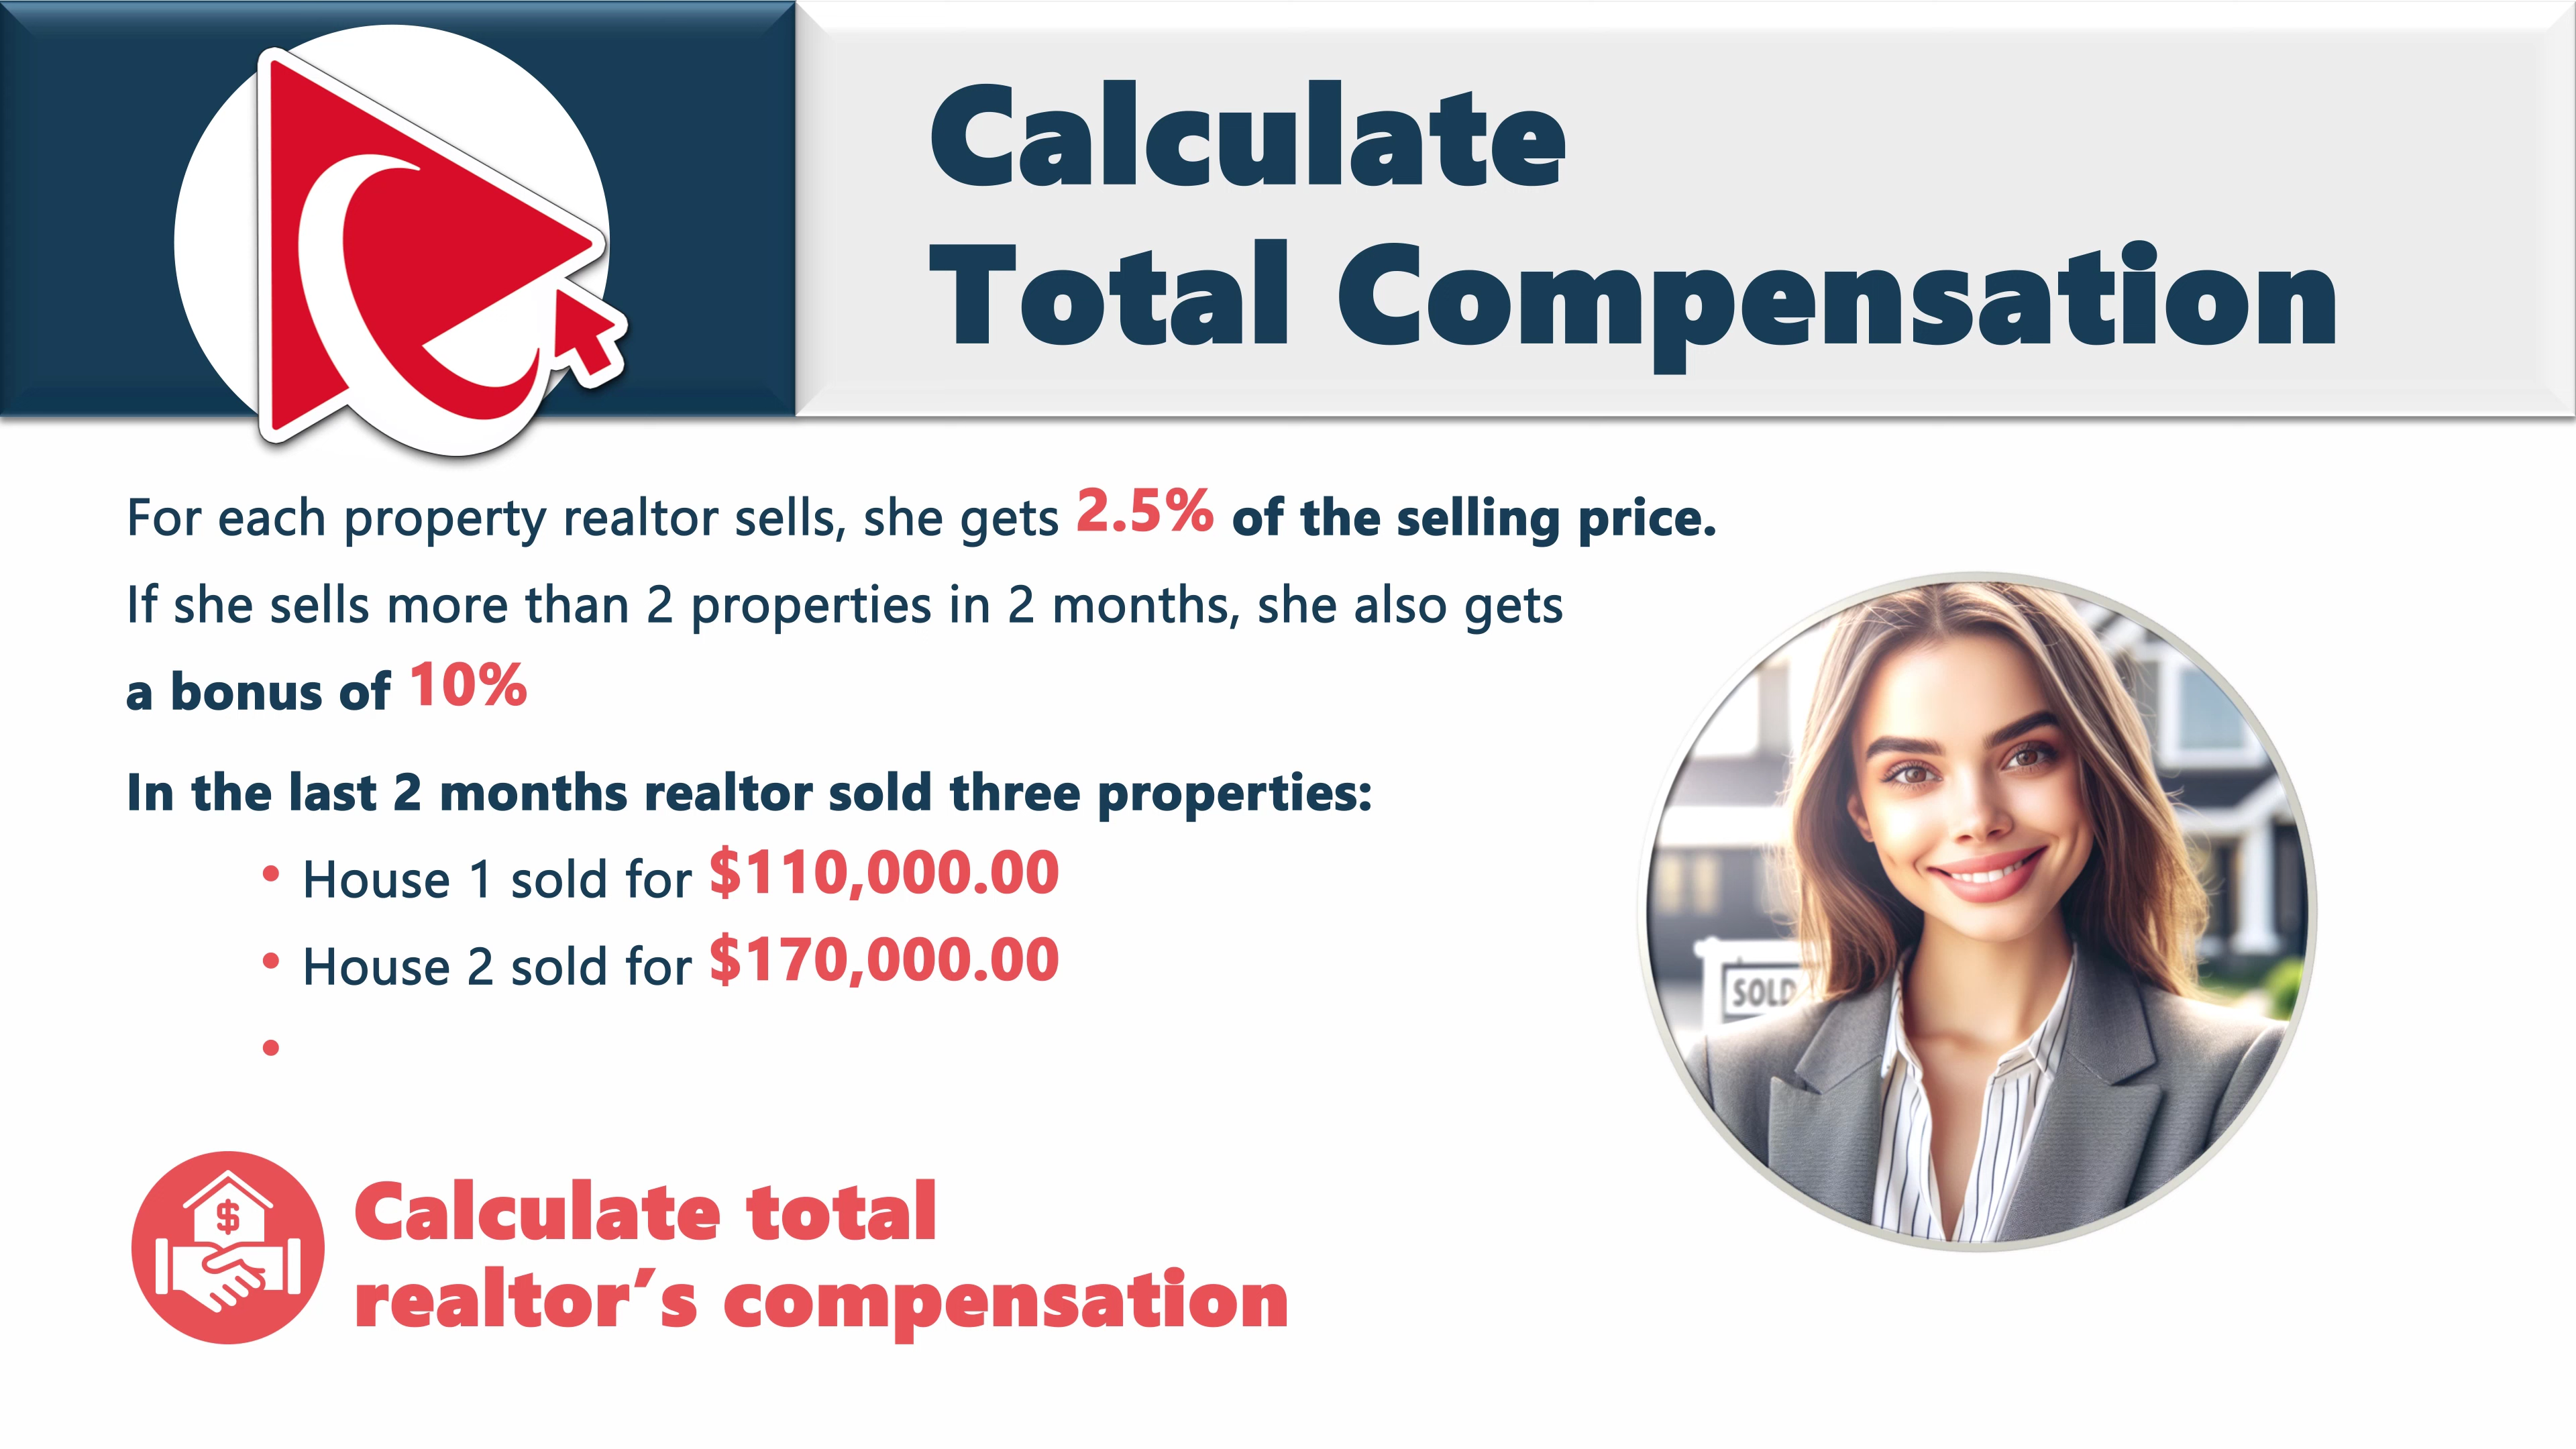 Calculate
Total Compensation
For each property realtor sells, she gets 2.5% of the selling price.
If she sells more than 2 properties in 2 months, she also gets
a bonus of 10%
In the last 2 months realtor sold three properties:
• House 1 sold for $110,000.00
• House 2 sold for $170,000.00
•
SOLD
$
Calculate total
realtor’s compensation